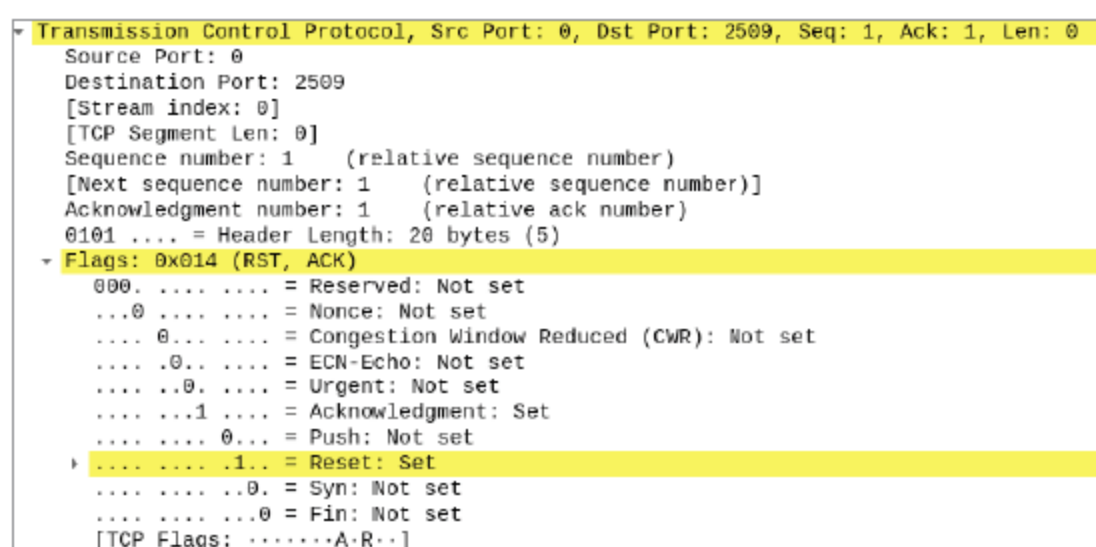 Transmission Control Protocol, Src Port: 0, Dst Port: 2509, Seq: 1, Ack: 1, Len: 0
Source Port: 0
Destination Port: 2509
[Stream index: 0]
[TCP Segment Len: 0]
Sequence number: 1    (relative sequence number)
[Next sequence number: 1    (relative sequence number)]
Acknowledgment number: 1    (relative ack number)
0101 .... = Header Length: 20 bytes (5)
Flags: 0x014 (RST, ACK)
000. .... .... = Reserved: Not set
...0 .... .... = Nonce: Not set
.... 0... .... = Congestion Window Reduced (CWR): Not set
.... .0.. .... = ECN-Echo: Not set
.... ..0. .... = Urgent: Not set
.... ...1 .... = Acknowledgment: Set
.... .... 0... = Push: Not set
.... .... .1.. = Reset: Set
.... .... ..0. = Syn: Not set
.... .... ...0 = Fin: Not set
[TCP Flags: ·······A·R··]